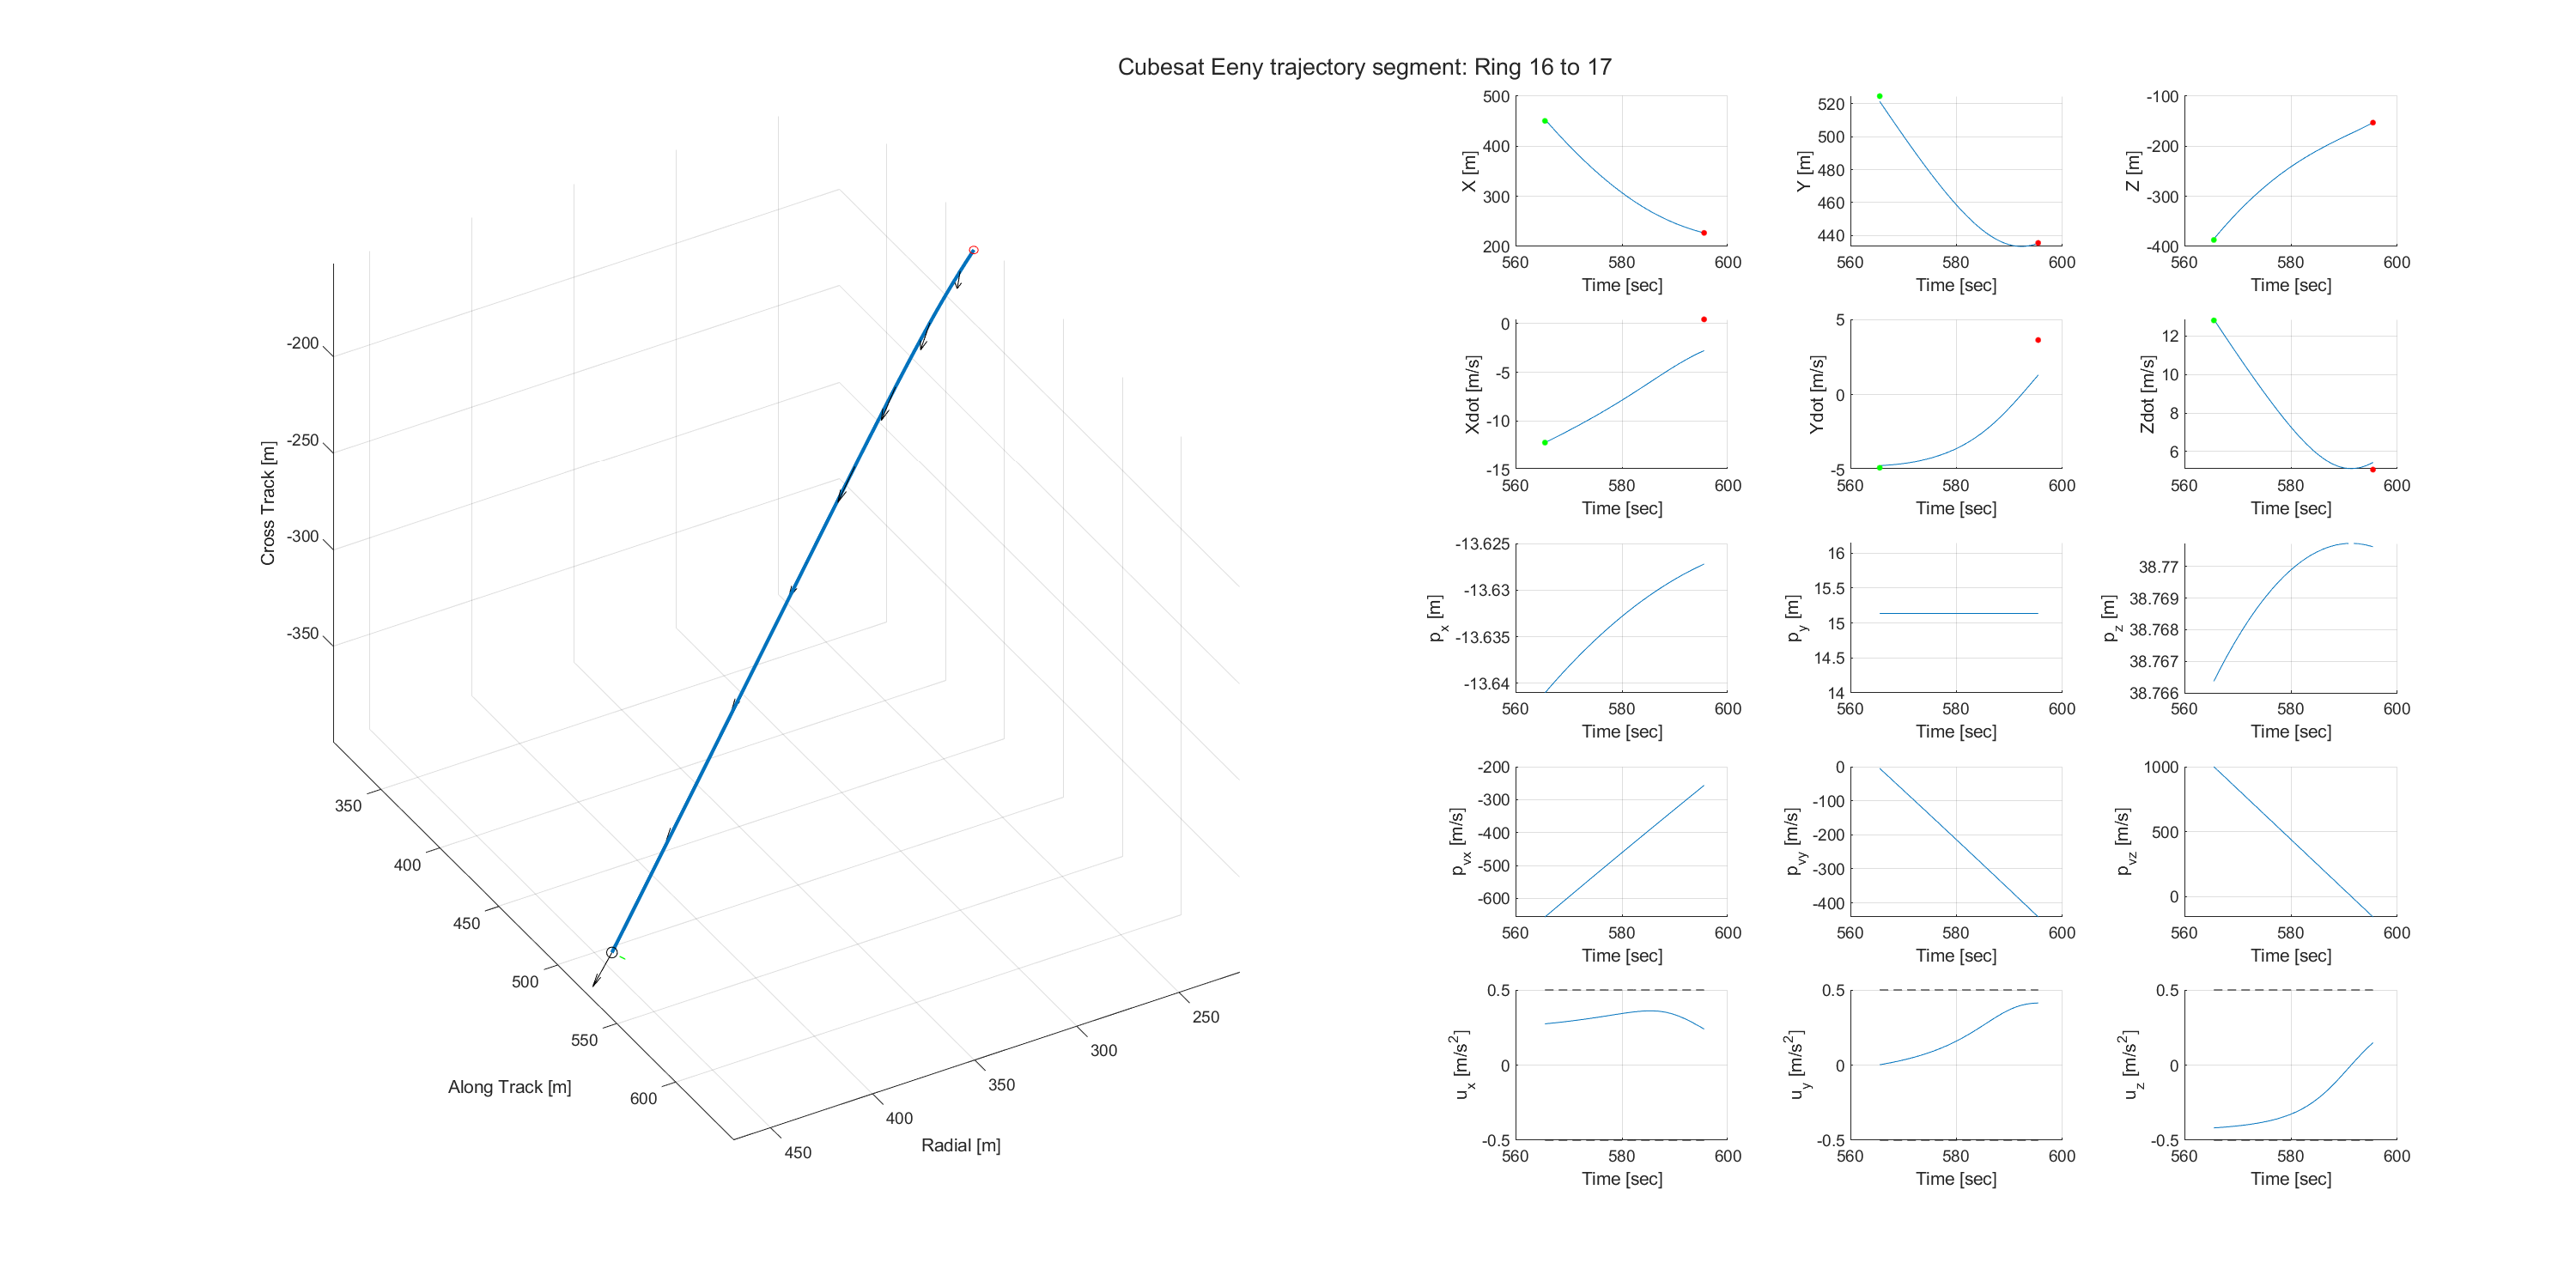 Cubesat Eeny trajectory segment: Ring 16 to 17
-200
-250
-300
-350
Cross Track [m]
350
400
450
500
550
600
Along Track [m]
450
400
350
300
250
Radial [m]
500
400
300
200
X [m]
560 580 600
Time [sec]
520
500
480
460
440
Y [m]
560 580 600
Time [sec]
-100
-200
-300
-400
Z [m]
560 580 600
Time [sec]
0
-5
-10
-15
Xdot [m/s]
560 580 600
Time [sec]
5
0
-5
Ydot [m/s]
560 580 600
Time [sec]
12
10
8
6
Zdot [m/s]
560 580 600
Time [sec]
-13.625
-13.63
-13.635
-13.64
p_x [m]
560 580 600
Time [sec]
16
15.5
15
14.5
14
p_y [m]
560 580 600
Time [sec]
38.77
38.769
38.768
38.767
38.766
p_z [m]
560 580 600
Time [sec]
-200
-300
-400
-500
-600
p_vx [m/s]
560 580 600
Time [sec]
0
-100
-200
-300
-400
p_vy [m/s]
560 580 600
Time [sec]
1000
500
0
p_vz [m/s]
560 580 600
Time [sec]
0.5
0
-0.5
u_x [m/s^2]
560 580 600
Time [sec]
0.5
0
-0.5
u_y [m/s^2]
560 580 600
Time [sec]
0.5
0
-0.5
u_z [m/s^2]
560 580 600
Time [sec]